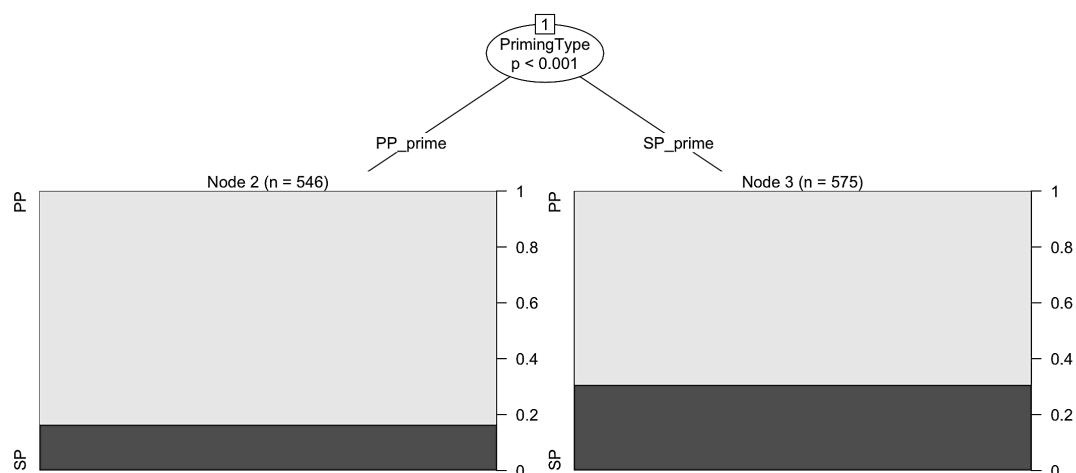 1
PrimingType
p < 0.001
PP_prime
SP_prime
Node 2 (n = 546)
PP
SP
1
0.8
0.6
0.4
0.2
0
Node 3 (n = 575)
PP
SP
1
0.8
0.6
0.4
0.2
0